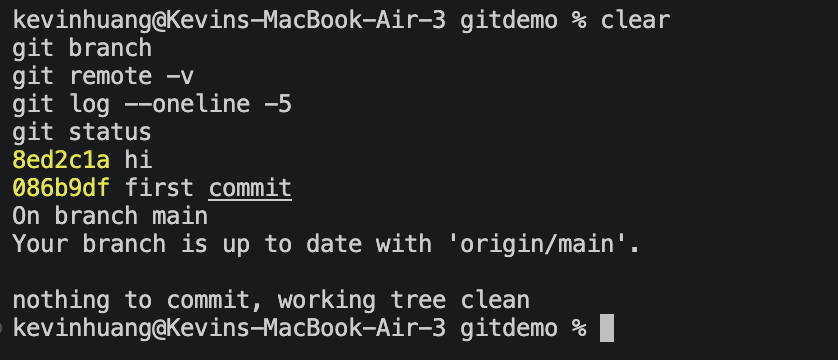 kevinhuang@Kevins-MacBook-Air-3 gitdemo % clear
git branch
git remote -v
git log --oneline -5
git status
8ed2c1a hi
086b9df first commit
On branch main
Your branch is up to date with 'origin/main'.
nothing to commit, working tree clean
kevinhuang@Kevins-MacBook-Air-3 gitdemo %